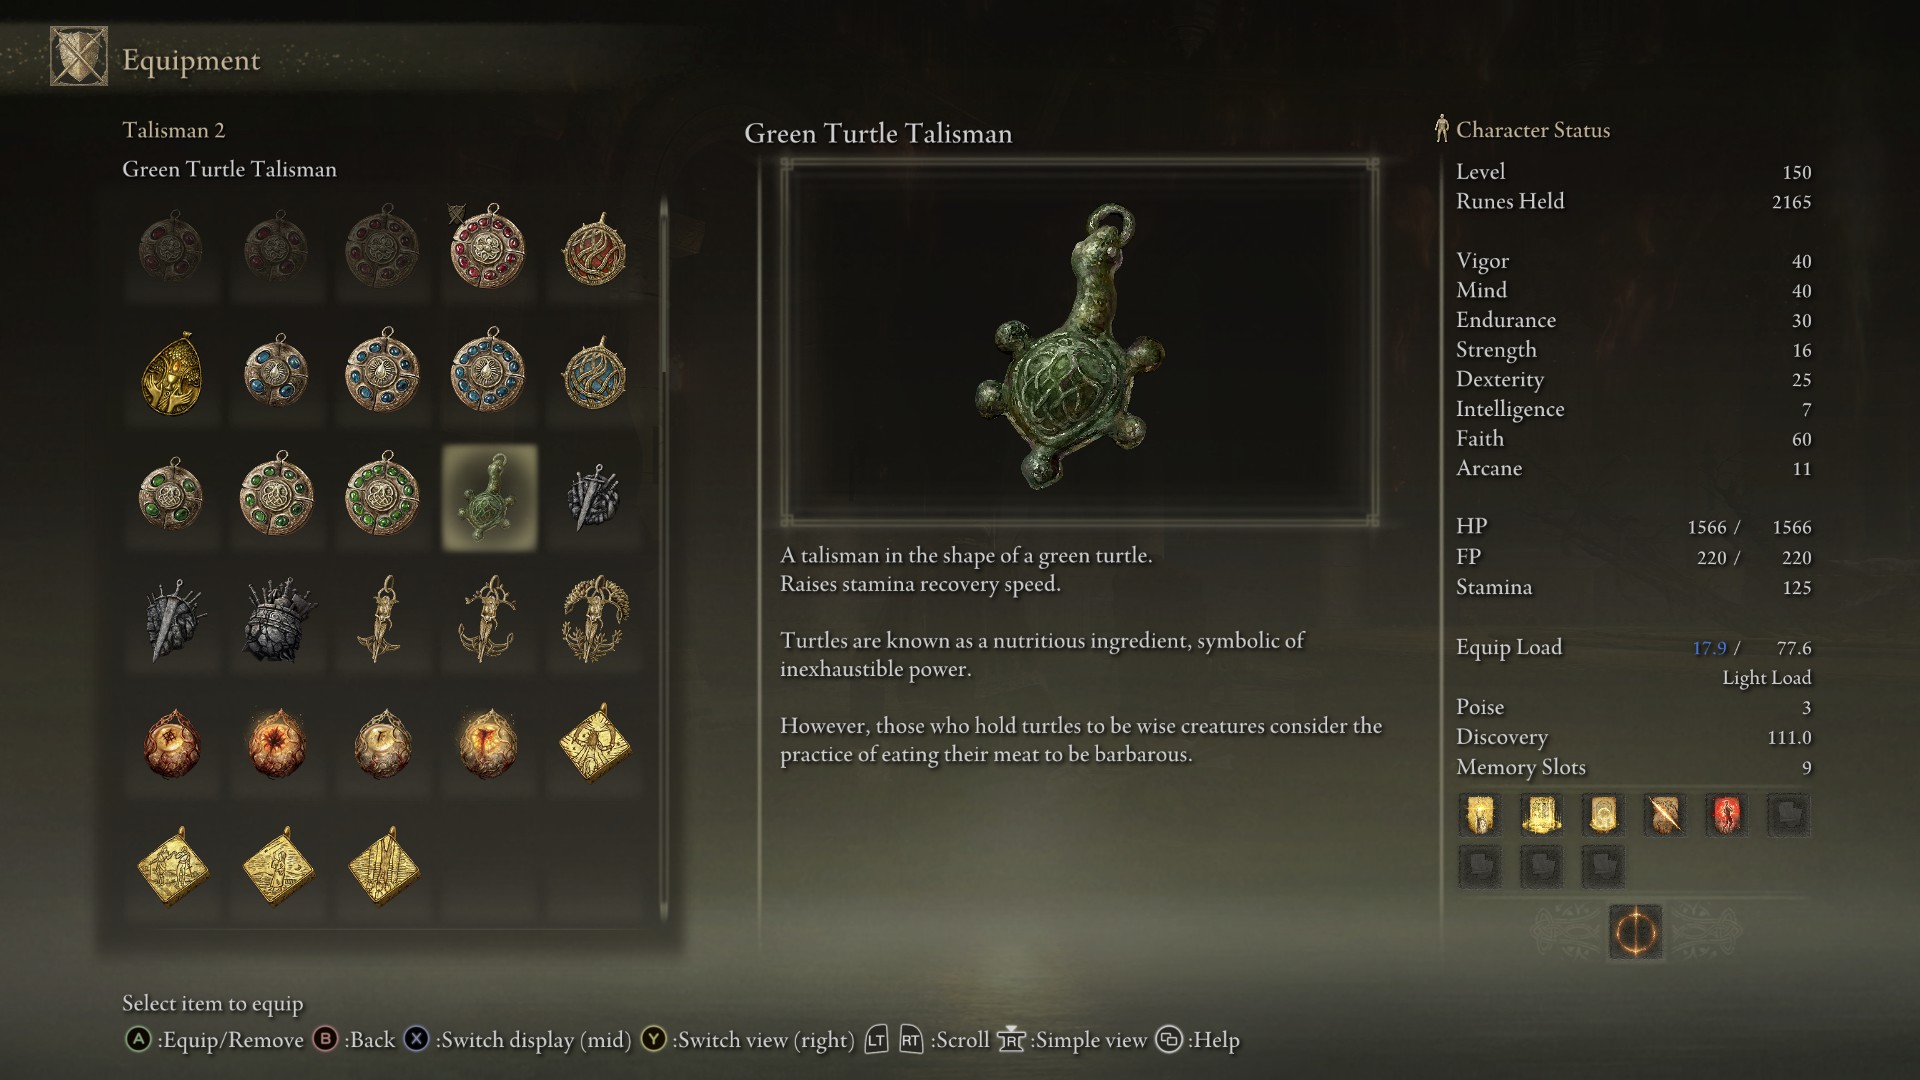 Equipment
Talisman 2
Green Turtle Talisman
Green Turtle Talisman
A talisman in the shape of a green turtle.
Raises stamina recovery speed.
Turtles are known as a nutritious ingredient, symbolic of
inexhaustible power.
However, those who hold turtles to be wise creatures consider the
practice of eating their meat to be barbarous.
Character Status
Level 150
Runes Held 2165
Vigor 40
Mind 40
Endurance 30
Strength 16
Dexterity 25
Intelligence 7
Faith 60
Arcane 11
HP 1566 / 1566
FP 220 / 220
Stamina 125
Equip Load 17.9 / 77.6
Light Load
Poise 3
Discovery 111.0
Memory Slots 9
Select item to equip
A :Equip/Remove B :Back X :Switch display (mid) Y :Switch view (right) LT RT :Scroll R :Simple view :Help